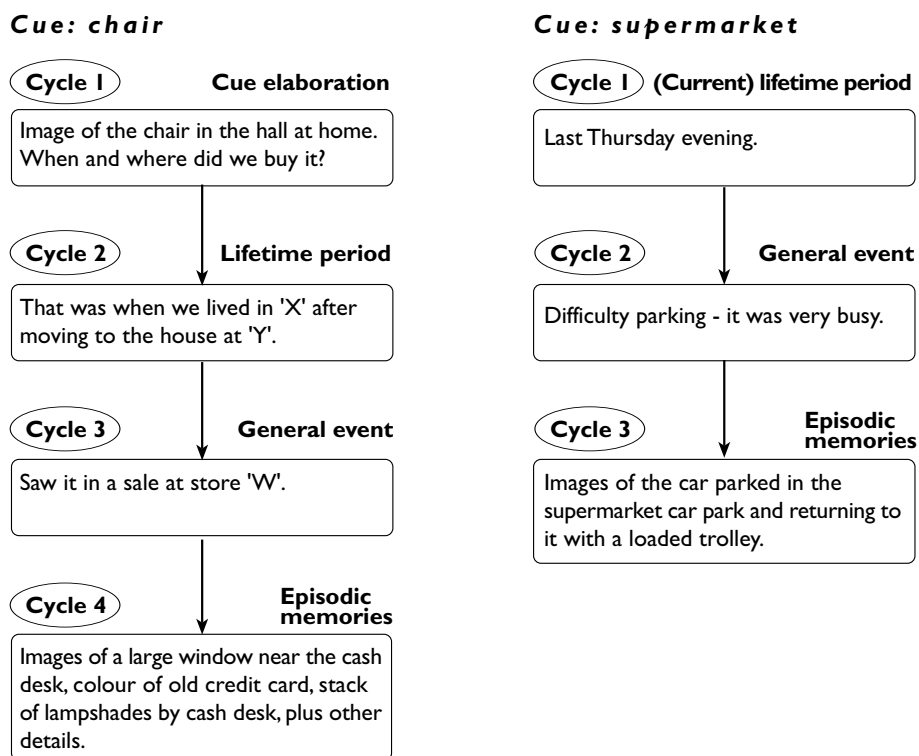 Cue: chair
Cycle 1
Cue elaboration
Image of the chair in the hall at home.
When and where did we buy it?
Cycle 2
Lifetime period
That was when we lived in 'X' after
moving to the house at 'Y'.
Cycle 3
General event
Saw it in a sale at store 'W'.
Cycle 4
Episodic
memories
Images of a large window near the cash
desk, colour of old credit card, stack
of lampshades by cash desk, plus other
details.
Cue: supermarket
Cycle 1
(Current) lifetime period
Last Thursday evening.
Cycle 2
General event
Difficulty parking - it was very busy.
Cycle 3
Episodic
memories
Images of the car parked in the
supermarket car park and returning to
it with a loaded trolley.